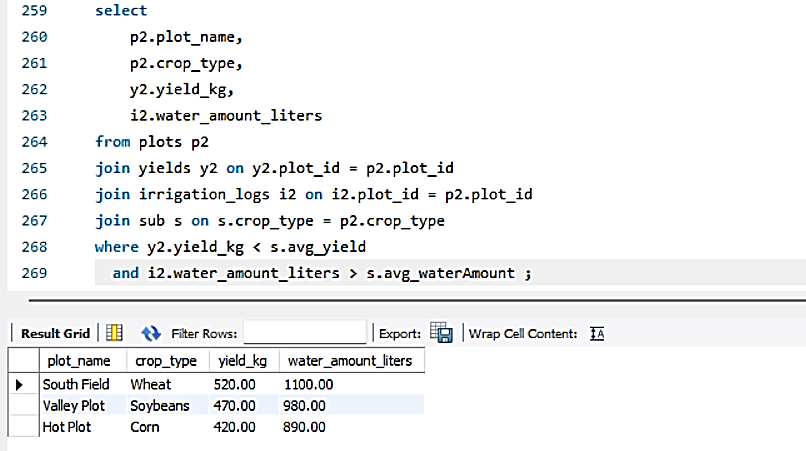 259 select
260 p2.plot_name,
261 p2.crop_type,
262 y2.yield_kg,
263 i2.water_amount_liters
264 from plots p2
265 join yields y2 on y2.plot_id = p2.plot_id
266 join irrigation_logs i2 on i2.plot_id = p2.plot_id
267 join sub s on s.crop_type = p2.crop_type
268 where y2.yield_kg < s.avg_yield
269 and i2.water_amount_liters > s.avg_waterAmount ;
Result Grid Filter Rows: Export: Wrap Cell Content: IA
plot_name crop_type yield_kg water_amount_liters
South Field Wheat 520.00 1100.00
Valley Plot Soybeans 470.00 980.00
Hot Plot Corn 420.00 890.00